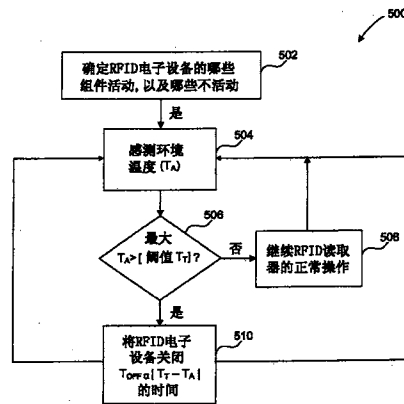 500
确定RFID电子设备的哪些
组件活动，以及哪些不活动
502
是
感测环境
温度(TA)
504
最大
TA>[ 阈值 TT]?
506
否
继续RFID读取
器的正常操作
508
是
将RFID电子
设备关闭
TOFFα|TT-TA|
的时间
510